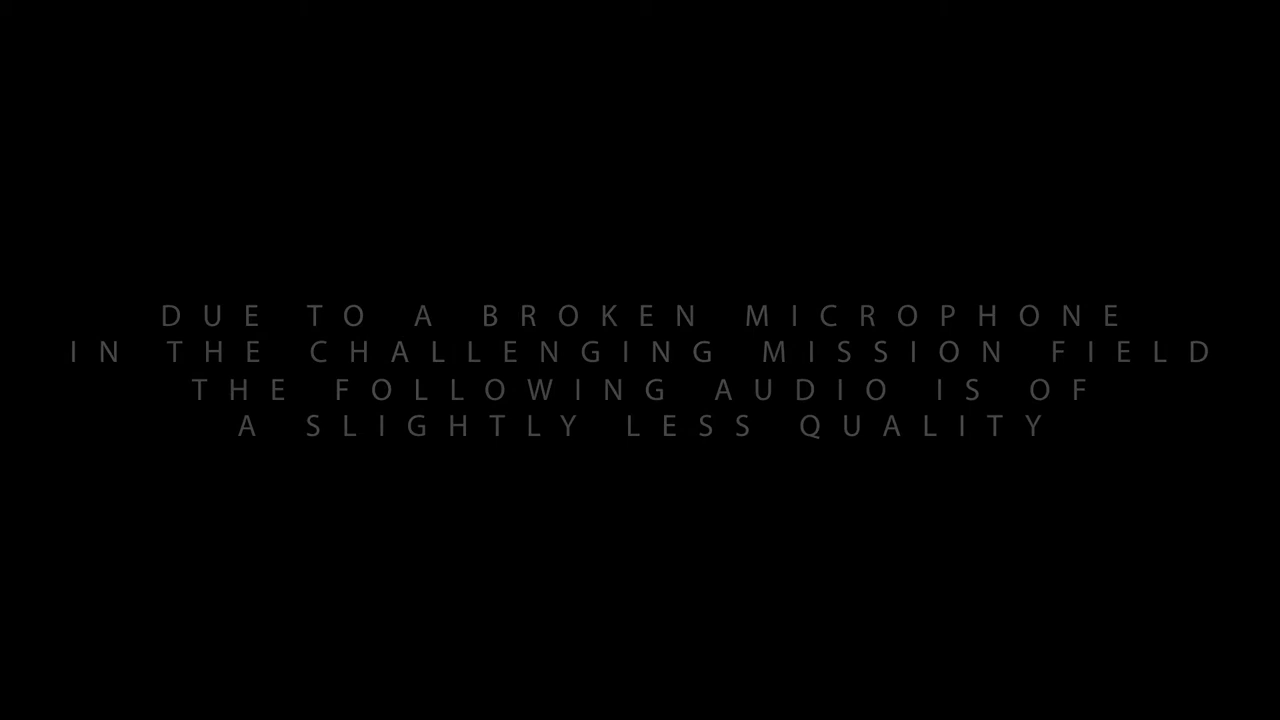 DUE TO A BROKEN MICROPHONE
IN THE CHALLENGING MISSION FIELD
THE FOLLOWING AUDIO IS OF
A SLIGHTLY LESS QUALITY